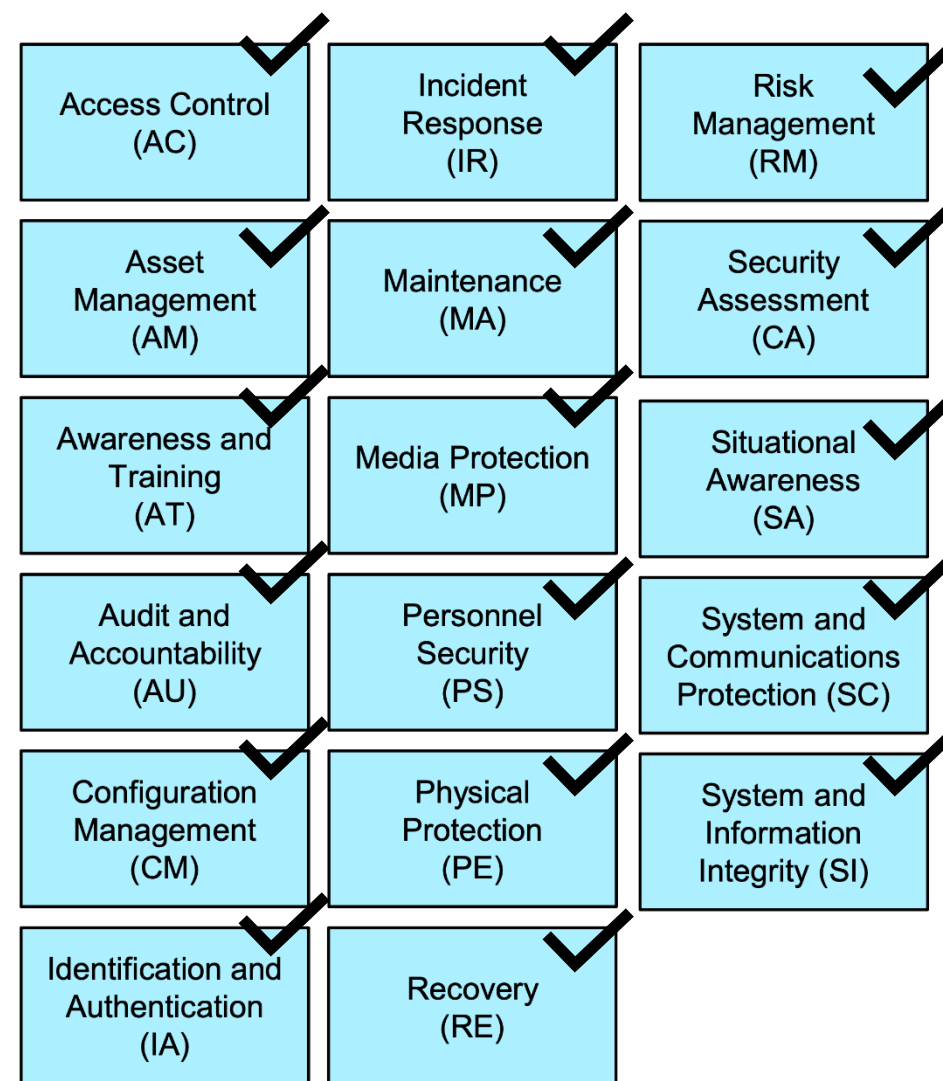 Access Control
(AC)
Incident
Response
(IR)
Risk
Management
(RM)
Asset
Management
(AM)
Maintenance
(MA)
Security
Assessment
(CA)
Awareness and
Training
(AT)
Media Protection
(MP)
Situational
Awareness
(SA)
Audit and
Accountability
(AU)
Personnel
Security
(PS)
System and
Communications
Protection (SC)
Configuration
Management
(CM)
Physical
Protection
(PE)
System and
Information
Integrity (SI)
Identification and
Authentication
(IA)
Recovery
(RE)